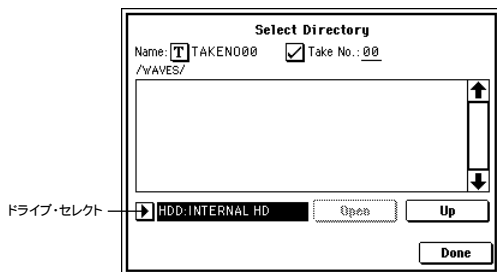 Select Directory
Name: T TAKENO00 Take No.: 00
/WAVES/
ドライブ・セレクト HDD:INTERNAL HD Open Up
Done